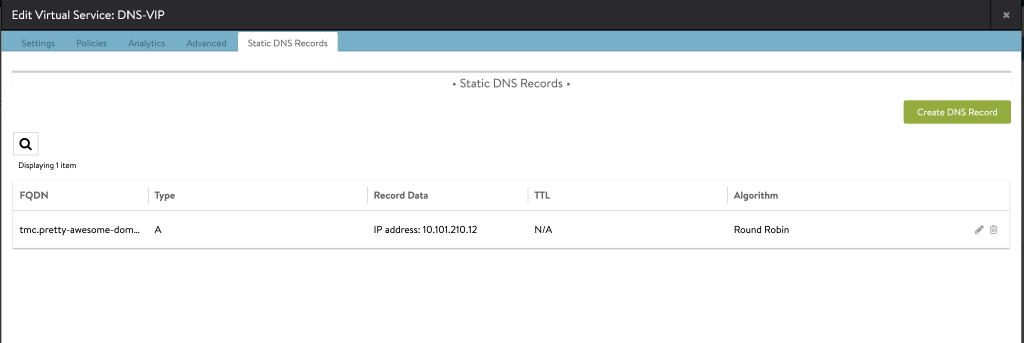 Edit Virtual Service: DNS-VIP
Settings Policies Analytics Advanced Static DNS Records
• Static DNS Records •
Create DNS Record
Displaying 1 item
FQDN Type Record Data TTL Algorithm
tmc.pretty-awesome-dom... A IP address: 10.101.210.12 N/A Round Robin